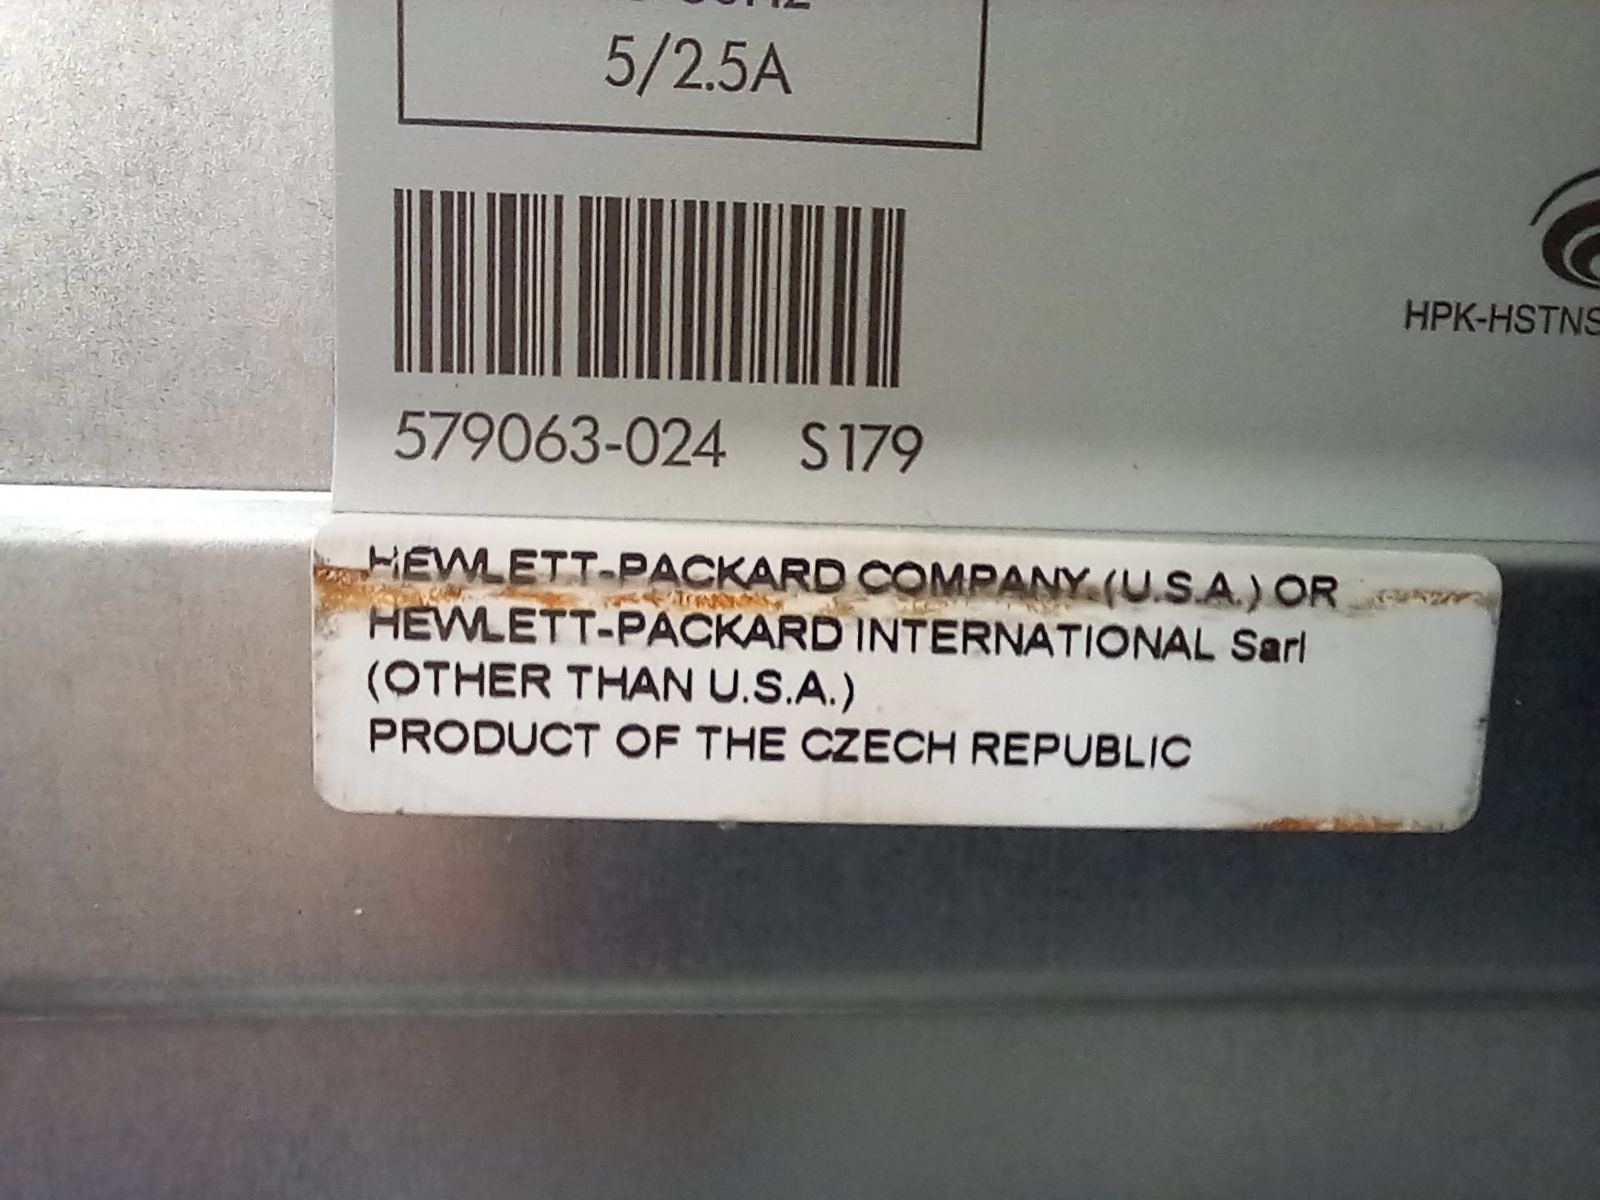 5/2.5A
HPK-HSTNS
579063-024 S179
HEWLETT-PACKARD COMPANY (U.S.A.) OR
HEWLETT-PACKARD INTERNATIONAL Sarl
(OTHER THAN U.S.A.)
PRODUCT OF THE CZECH REPUBLIC